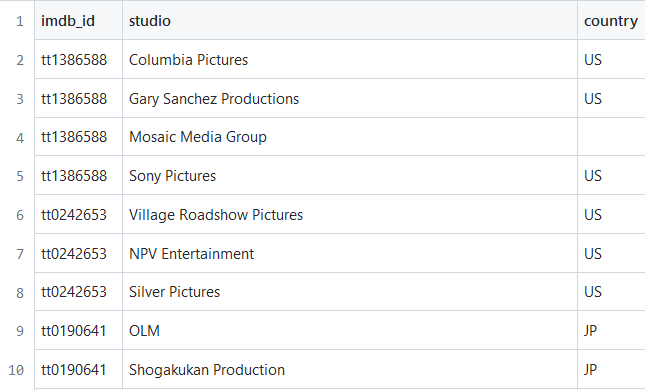 1 imdb_id studio country
2 tt1386588 Columbia Pictures US
3 tt1386588 Gary Sanchez Productions US
4 tt1386588 Mosaic Media Group
5 tt1386588 Sony Pictures US
6 tt0242653 Village Roadshow Pictures US
7 tt0242653 NPV Entertainment US
8 tt0242653 Silver Pictures US
9 tt0190641 OLM JP
10 tt0190641 Shogakukan Production JP